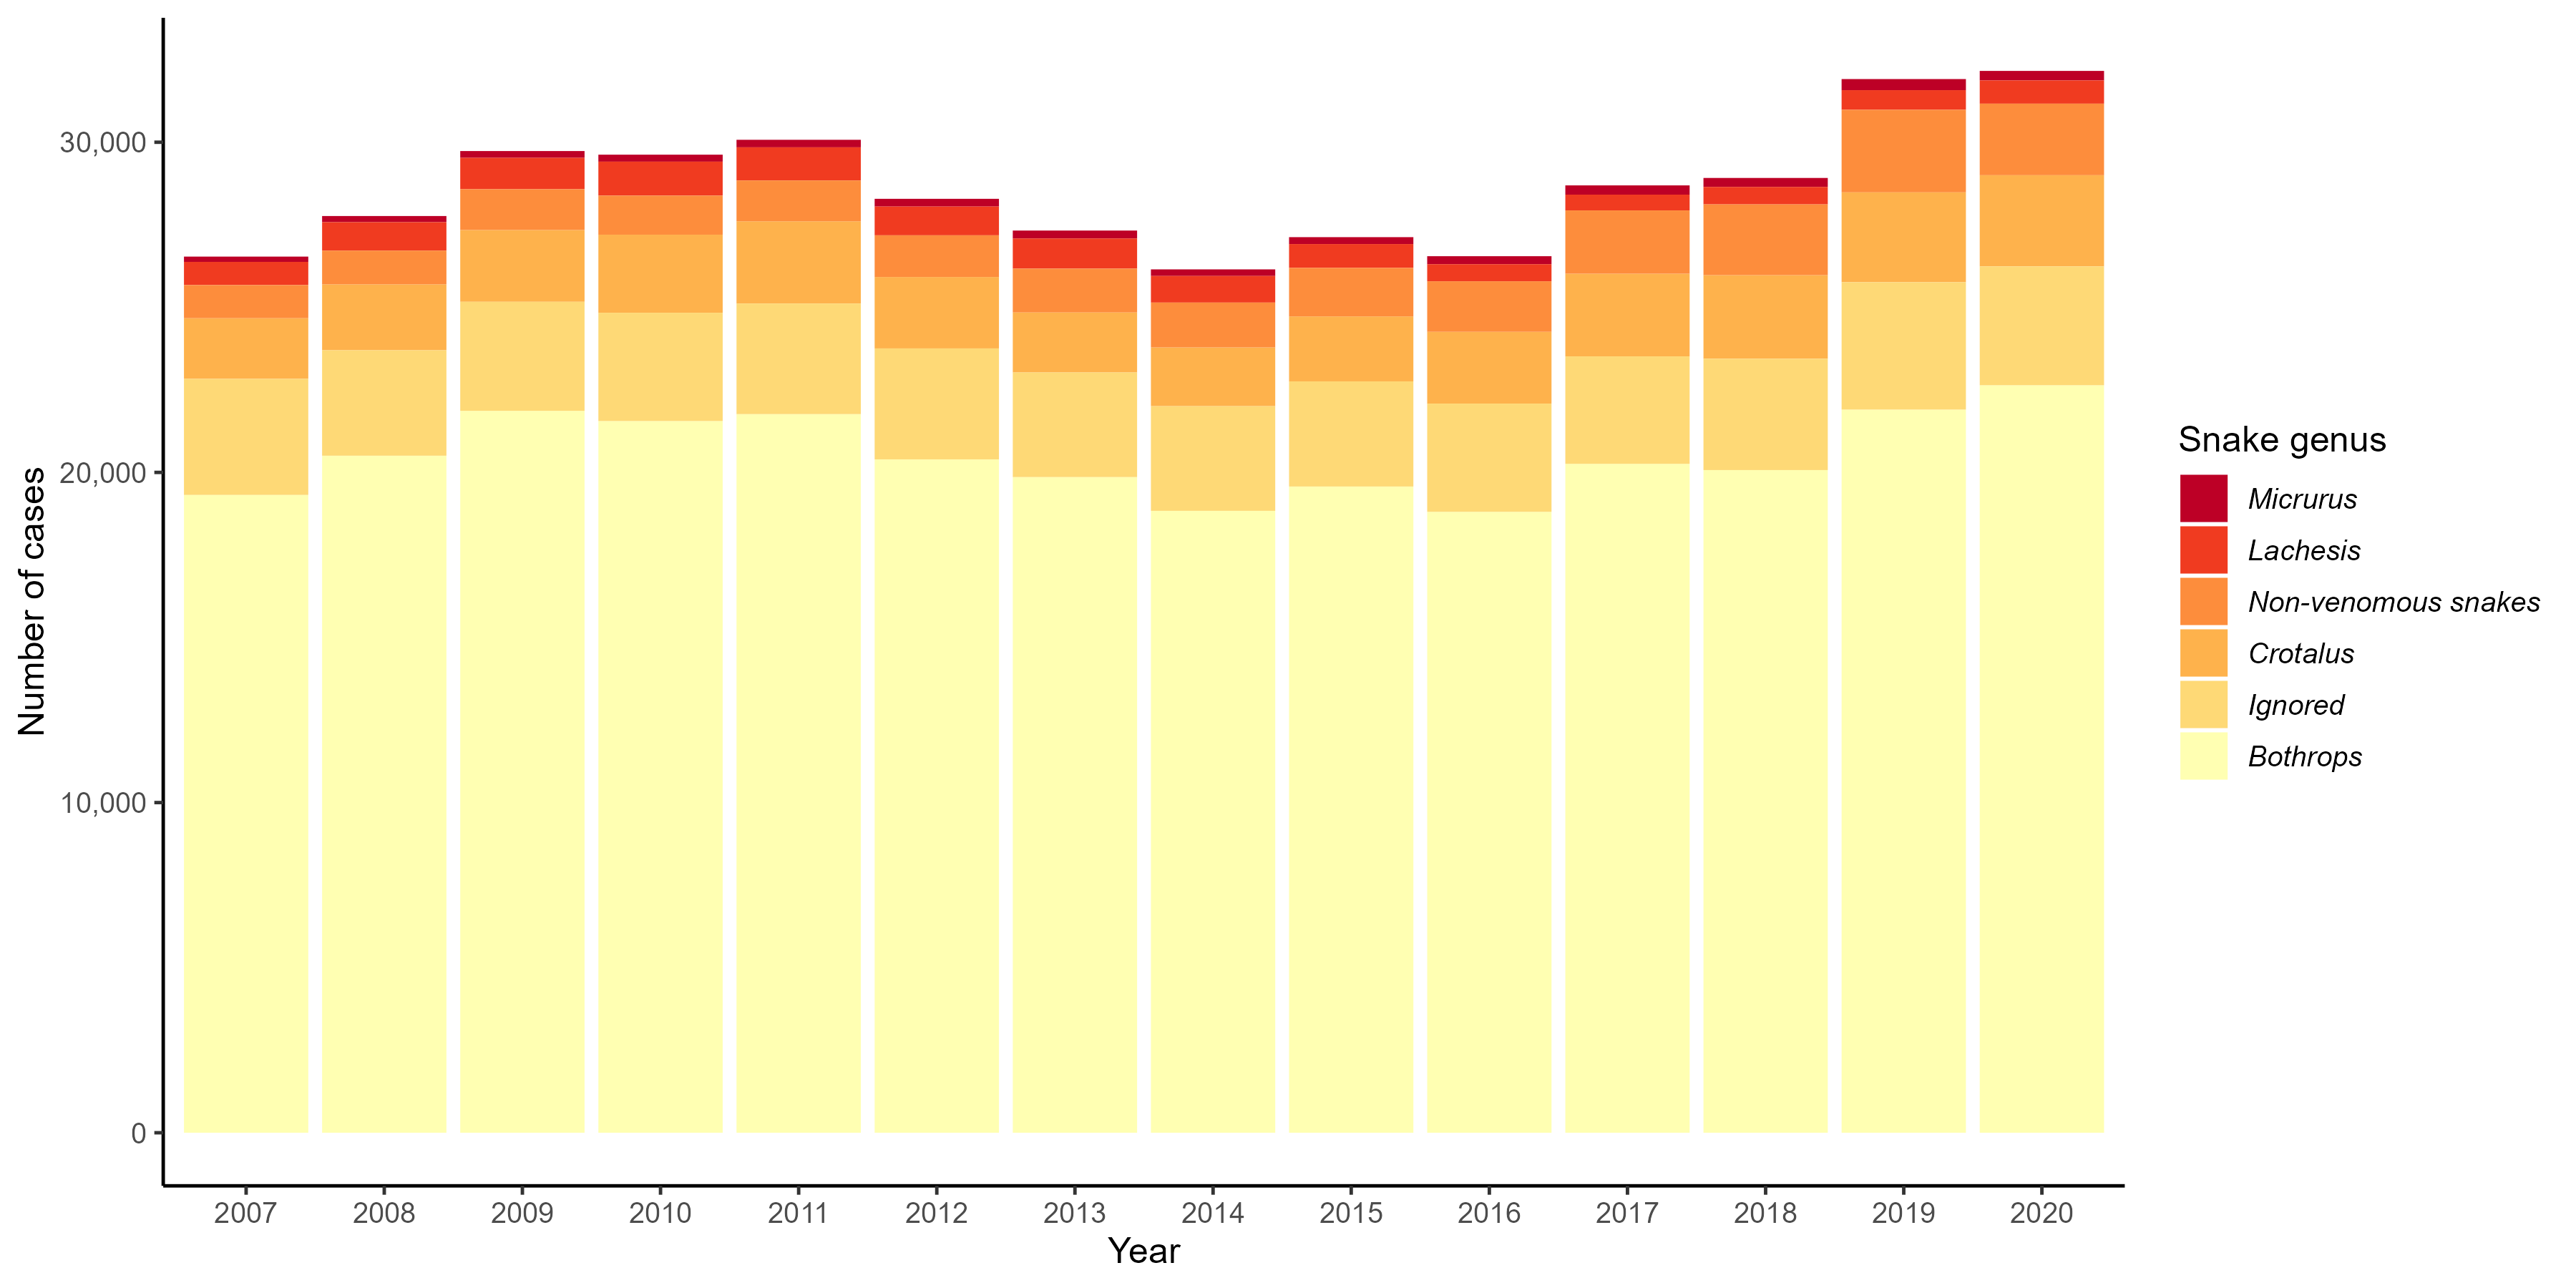 Number of cases
30,000
20,000
10,000
0
2007 2008 2009 2010 2011 2012 2013 2014 2015 2016 2017 2018 2019 2020
Year
Snake genus
Micrurus
Lachesis
Non-venomous snakes
Crotalus
Ignored
Bothrops